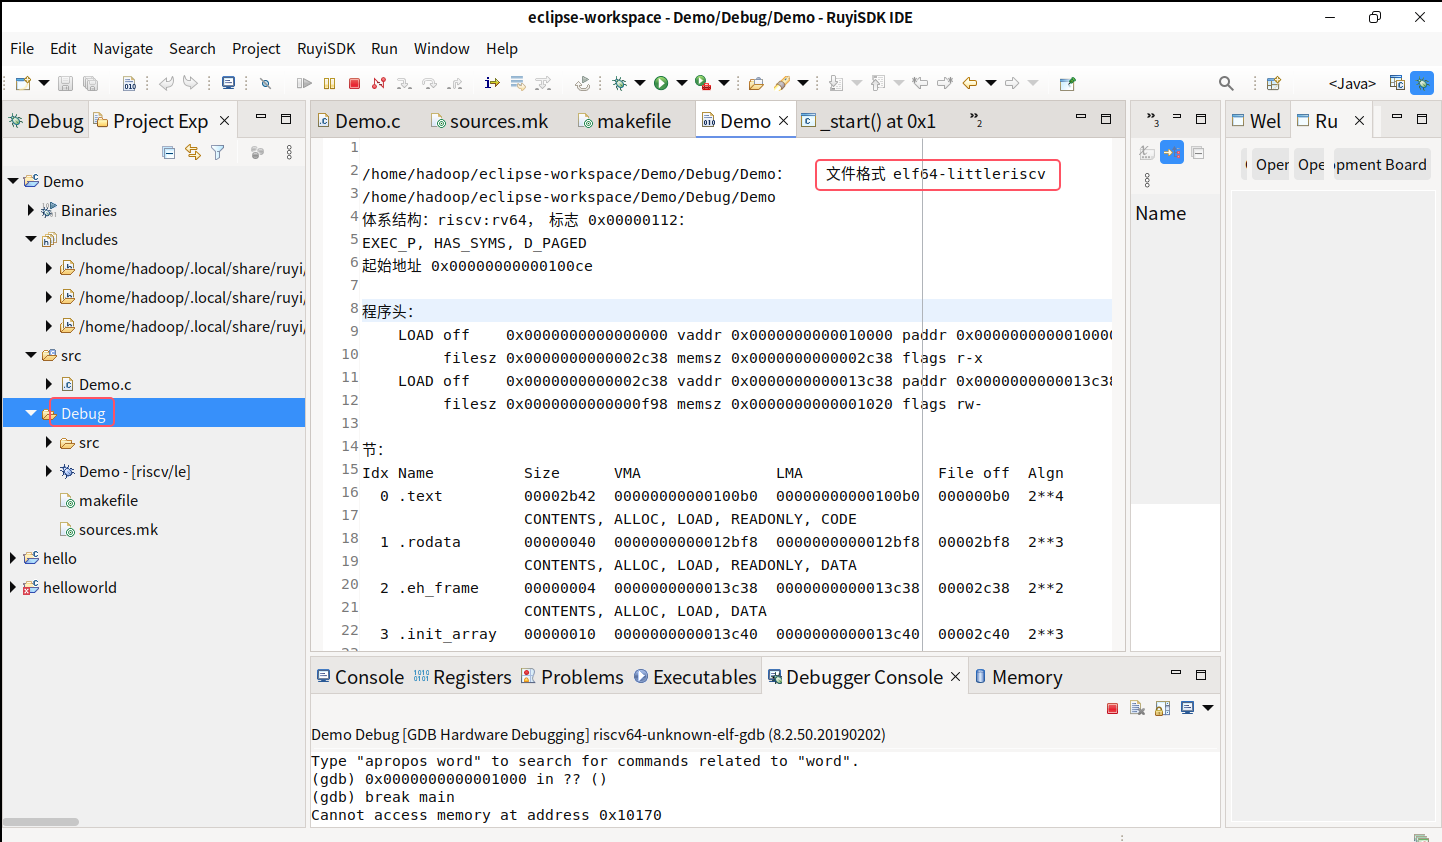 eclipse-workspace - Demo/Debug/Demo - RuyiSDK IDE
File Edit Navigate Search Project RuyiSDK Run Window Help
<Java>
Debug Project Exp
Demo
Binaries
Includes
/home/hadoop/.local/share/ruyi/
/home/hadoop/.local/share/ruyi/
/home/hadoop/.local/share/ruyi/
src
Demo.c
Debug
src
Demo - [riscv/le]
makefile
sources.mk
hello
helloworld
Demo.c sources.mk makefile Demo _start() at 0x1 »2
1
2 /home/hadoop/eclipse-workspace/Demo/Debug/Demo: 文件格式 elf64-littleriscv
3 /home/hadoop/eclipse-workspace/Demo/Debug/Demo
4 体系结构：riscv:rv64， 标志 0x00000112：
5 EXEC_P, HAS_SYMS, D_PAGED
6 起始地址 0x00000000000100ce
7
8 程序头：
9 LOAD off 0x0000000000000000 vaddr 0x0000000000010000 paddr 0x0000000000010000
10 filesz 0x0000000000002c38 memsz 0x0000000000002c38 flags r-x
11 LOAD off 0x0000000000002c38 vaddr 0x0000000000013c38 paddr 0x0000000000013c38
12 filesz 0x0000000000000f98 memsz 0x0000000000001020 flags rw-
13
14 节：
15 Idx Name Size VMA LMA File off Algn
16 0 .text 00002b42 00000000000100b0 00000000000100b0 000000b0 2**4
17 CONTENTS, ALLOC, LOAD, READONLY, CODE
18 1 .rodata 00000040 0000000000012bf8 0000000000012bf8 00002bf8 2**3
19 CONTENTS, ALLOC, LOAD, READONLY, DATA
20 2 .eh_frame 00000004 0000000000013c38 0000000000013c38 00002c38 2**2
21 CONTENTS, ALLOC, LOAD, DATA
22 3 .init_array 00000010 0000000000013c40 0000000000013c40 00002c40 2**3
»3
Name
Wel Ru
Oper Ope pment Board
Console Registers Problems Executables Debugger Console Memory
Demo Debug [GDB Hardware Debugging] riscv64-unknown-elf-gdb (8.2.50.20190202)
Type "apropos word" to search for commands related to "word".
(gdb) 0x0000000000001000 in ?? ()
(gdb) break main
Cannot access memory at address 0x10170